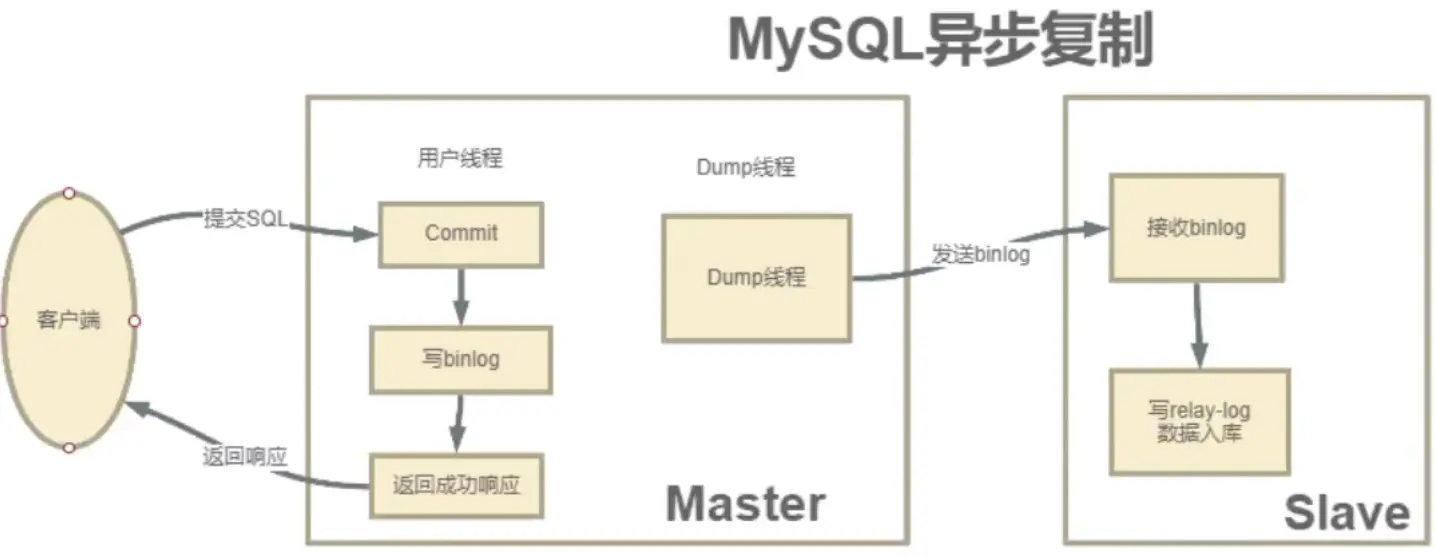 MySQL异步复制
用户线程
Dump线程
提交SQL
Commit
接收binlog
发送binlog
Dump线程
客户端
写binlog
写relay-log
数据入库
返回响应
返回成功响应
Master
Slave